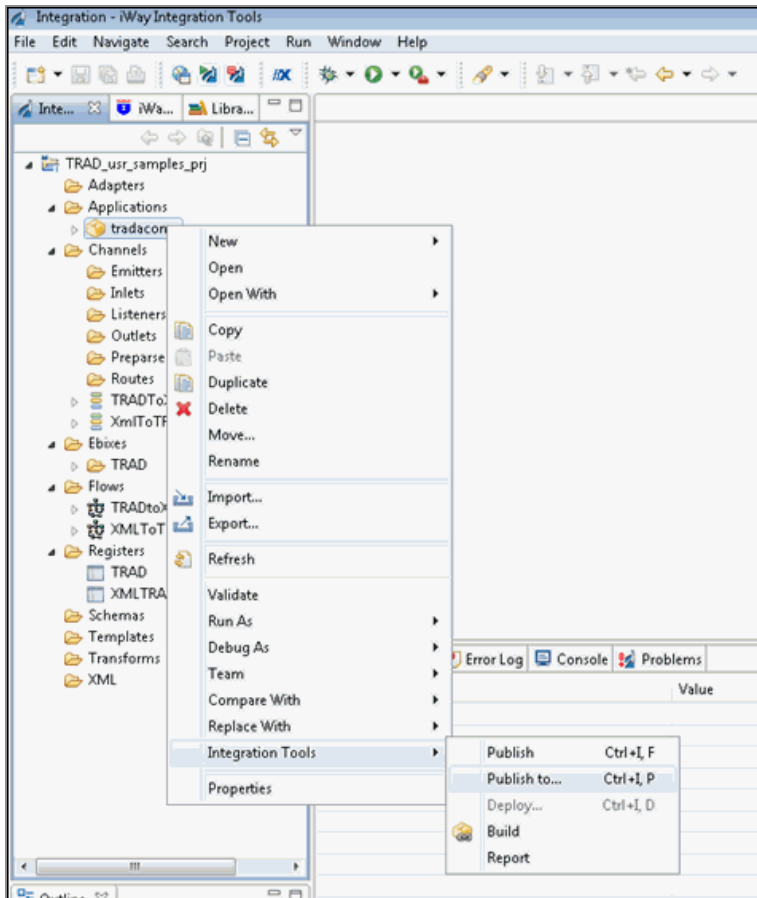 Integration - iWay Integration Tools
File Edit Navigate Search Project Run Window Help
Inte... iWa... Libra...
TRAD_usr_samples_prj
Adapters
Applications
tradacon
Channels
Emitters
Inlets
Listeners
Outlets
Preparse
Routes
TRADTo
XmlToTR
Ebixes
TRAD
Flows
TRADtoX
XMLToT
Registers
TRAD
XMLTRA
Schemas
Templates
Transforms
XML
New
Open
Open With
Copy
Paste
Duplicate
Delete
Move...
Rename
Import...
Export...
Refresh
Validate
Run As
Debug As
Team
Compare With
Replace With
Integration Tools
Properties
Error Log Console Problems
Value
Publish Ctrl+I, F
Publish to... Ctrl+I, P
Deploy... Ctrl+I, D
Build
Report